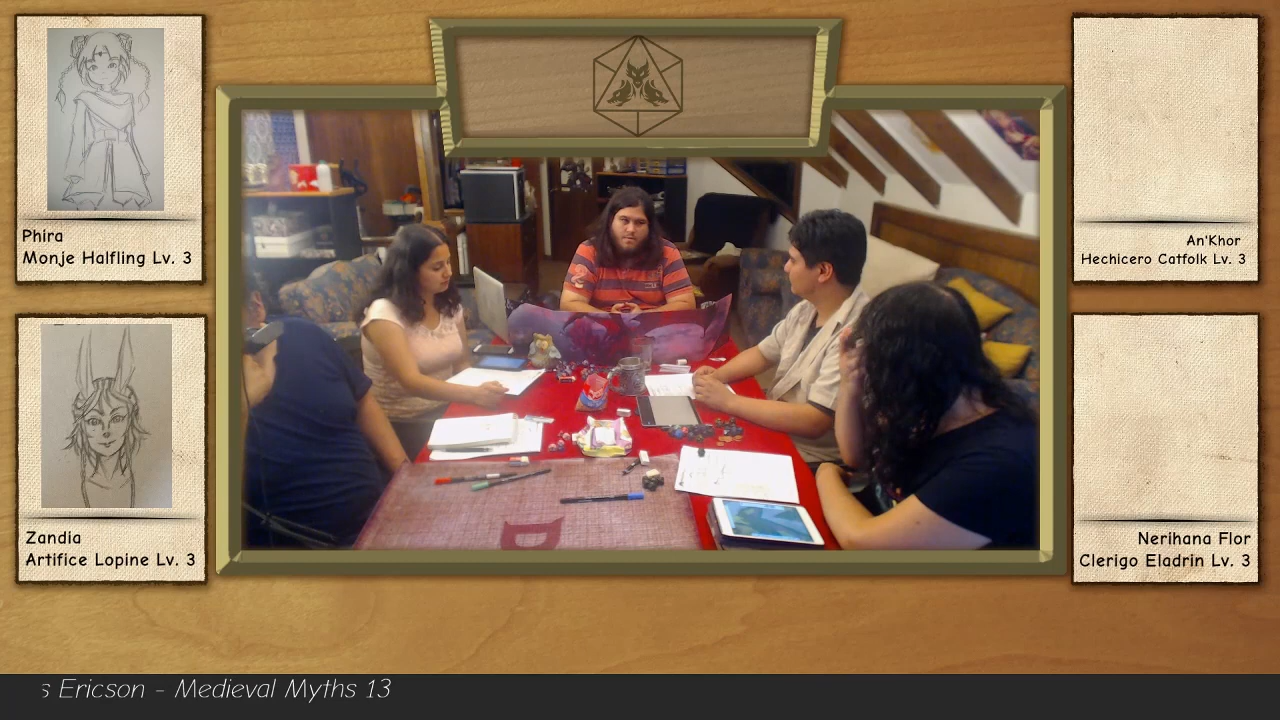 Phira
Monje Halfling Lv. 3
Zandia
Artifice Lopine Lv. 3
An'Khor
Hechicero Catfolk Lv. 3
Nerihana Flor
Clerigo Eladrin Lv. 3
s Ericson - Medieval Myths 13